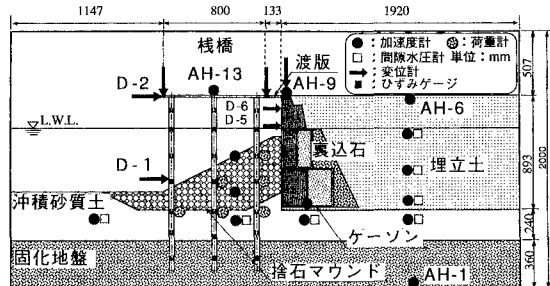 1147 800 133 1920
桟橋 渡版
●:加速度計 :荷重計
□:間隙水圧計 単位:mm
:変位計
:ひずみゲージ
D-2 AH-13 AH-9
D-6 AH-6
D-5
L.W.L.
裏込石
D-1 埋立土
沖積砂質土
ケーソン
固化地盤 捨石マウンド AH-1
507
893
240
360
2000